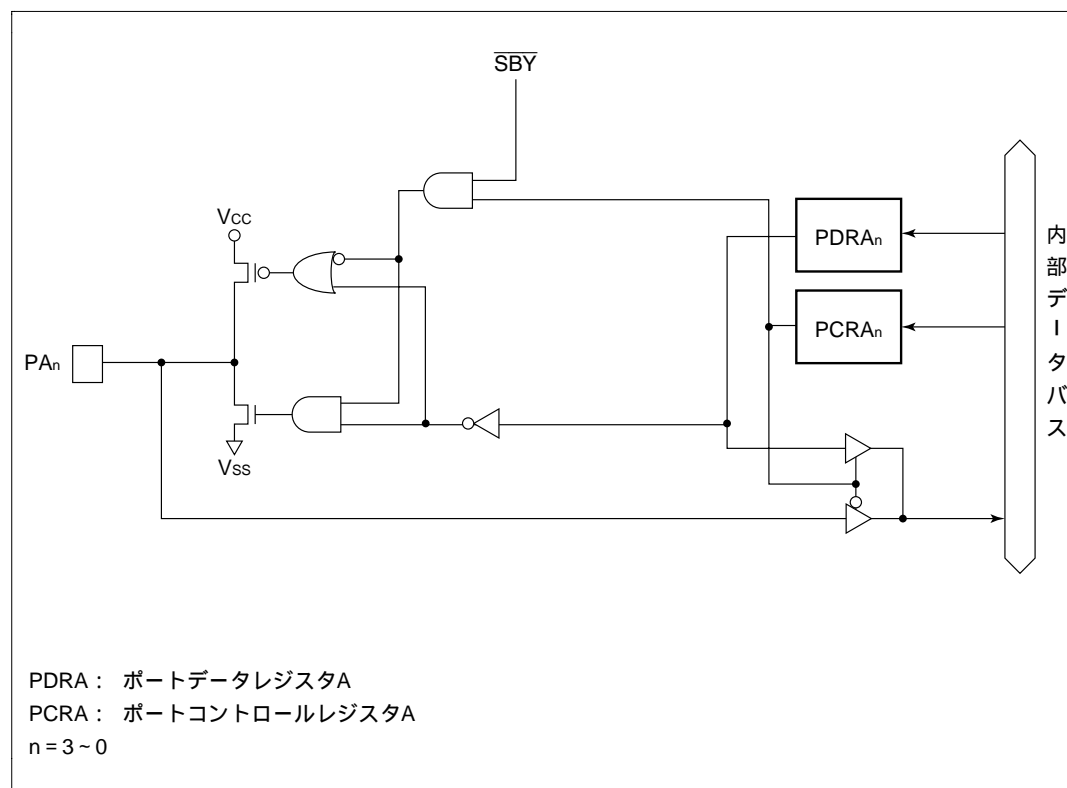 SBY
VCC
PDRAn
PCRAn
内部データバス
PAn
VSS
PDRA： ポートデータレジスタA
PCRA： ポートコントロールレジスタA
n = 3 ~ 0